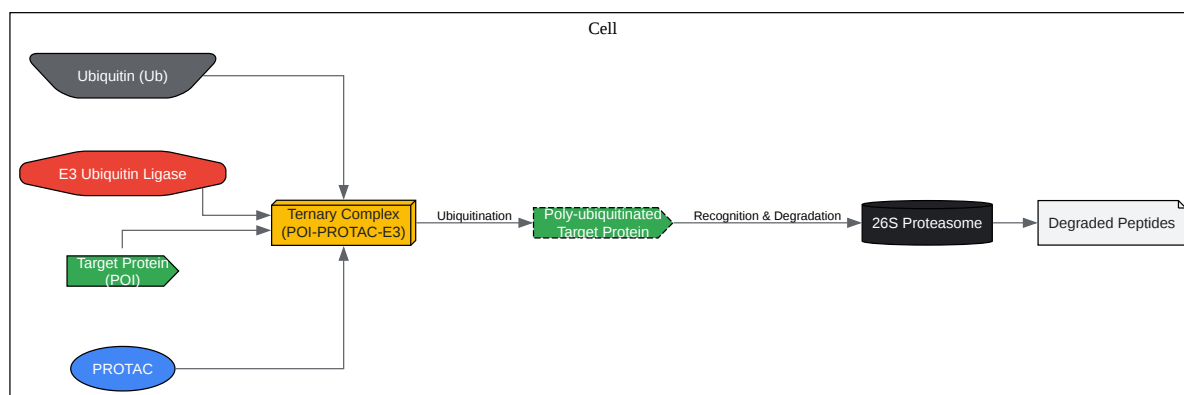 Cell
Ubiquitin (Ub)
E3 Ubiquitin Ligase
Target Protein
(POI)
PROTAC
Ternary Complex
(POI-PROTAC-E3)
Ubiquitination
Poly-ubiquitinated
Target Protein
Recognition & Degradation
26S Proteasome
Degraded Peptides